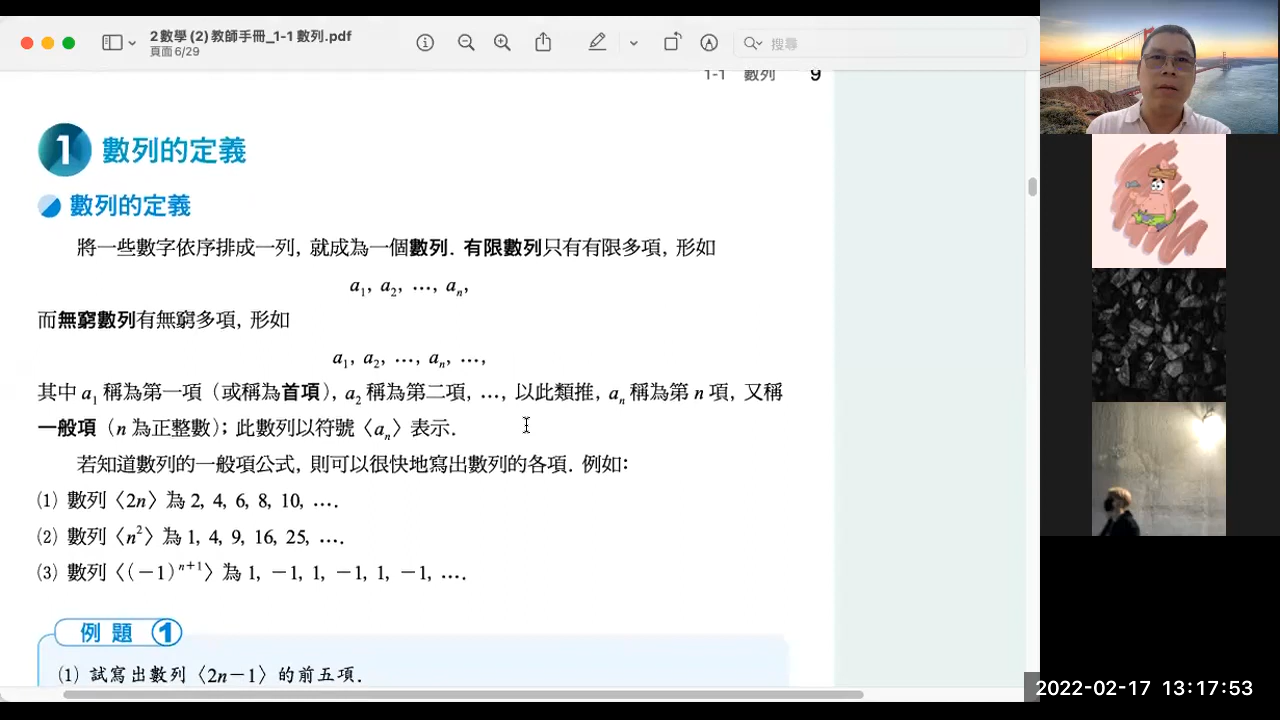 2數學 (2)教師手冊_1-1 數列.pdf
頁面 6/29
搜尋
1-1 數列 9
1 數列的定義
數列的定義
將一些數字依序排成一列, 就成為一個數列. 有限數列只有有限多項, 形如
a₁, a₂, …, aₙ,
而無窮數列有無窮多項, 形如
a₁, a₂, …, aₙ, …,
其中 a₁ 稱為第一項（或稱為首項）, a₂ 稱為第二項, …, 以此類推, aₙ 稱為第 n 項, 又稱
一般項（n 為正整數）; 此數列以符號〈aₙ〉表示.
若知道數列的一般項公式, 則可以很快地寫出數列的各項. 例如:
(1) 數列〈2n〉為 2, 4, 6, 8, 10, ….
(2) 數列〈n²〉為 1, 4, 9, 16, 25, ….
(3) 數列〈(−1)ⁿ⁺¹〉為 1, −1, 1, −1, 1, −1, ….
例題 1
(1) 試寫出數列〈2n−1〉的前五項.
2022-02-17 13:17:53